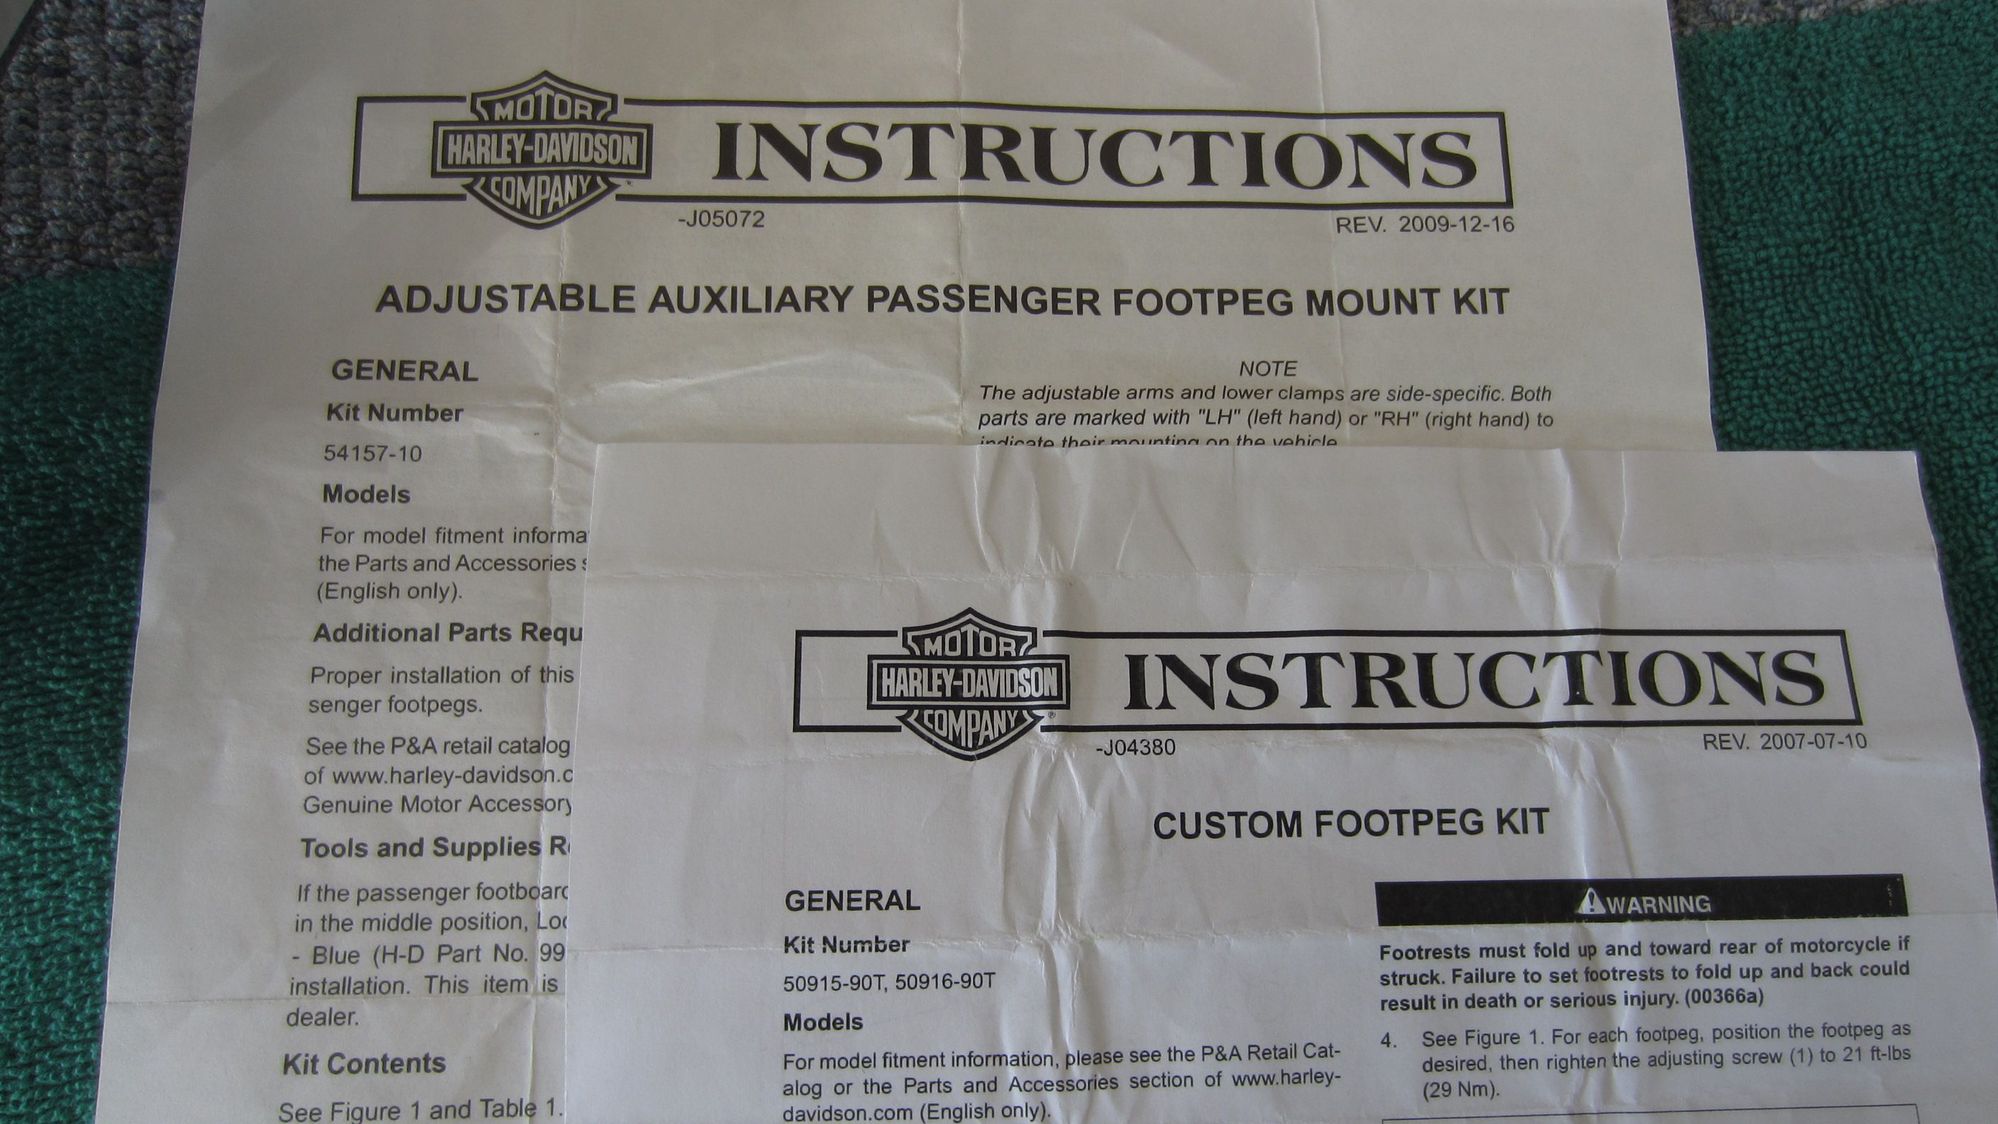 MOTOR
HARLEY-DAVIDSON
COMPANY
INSTRUCTIONS
-J05072
REV. 2009-12-16
ADJUSTABLE AUXILIARY PASSENGER FOOTPEG MOUNT KIT
GENERAL
Kit Number
54157-10
Models
For model fitment informa
the Parts and Accessories
(English only).
Additional Parts Requ
Proper installation of this
senger footpegs.
See the P&A retail catalog
of www.harley-davidson.c
Genuine Motor Accessory
Tools and Supplies R
If the passenger footboard
in the middle position, Loc
- Blue (H-D Part No. 99
installation. This item is
dealer.
Kit Contents
See Figure 1 and Table 1.
NOTE
The adjustable arms and lower clamps are side-specific. Both
parts are marked with "LH" (left hand) or "RH" (right hand) to
indicate their mounting on the vehicle.
MOTOR
HARLEY-DAVIDSON
COMPANY
INSTRUCTIONS
-J04380
REV. 2007-07-10
CUSTOM FOOTPEG KIT
GENERAL
Kit Number
50915-90T, 50916-90T
Models
For model fitment information, please see the P&A Retail Cat-
alog or the Parts and Accessories section of www.harley-
davidson.com (English only).
WARNING
Footrests must fold up and toward rear of motorcycle if
struck. Failure to set footrests to fold up and back could
result in death or serious injury. (00366a)
4. See Figure 1. For each footpeg, position the footpeg as
desired, then righten the adjusting screw (1) to 21 ft-lbs
(29 Nm).